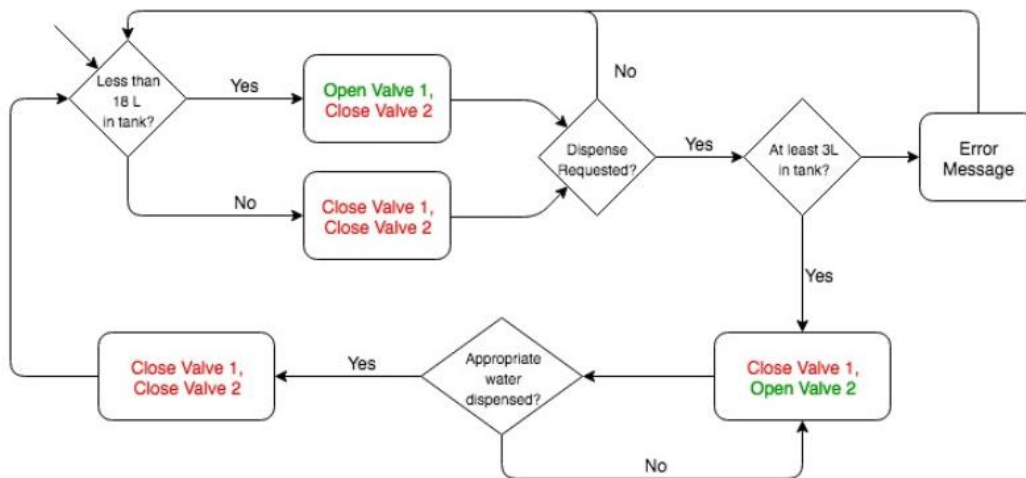 Less than
18 L
in tank?
Yes
Open Valve 1,
Close Valve 2
No
Close Valve 1,
Close Valve 2
Dispense
Requested?
No
Yes
At least 3L
in tank?
Error
Message
Yes
Close Valve 1,
Open Valve 2
Appropriate
water
dispensed?
No
Yes
Close Valve 1,
Close Valve 2